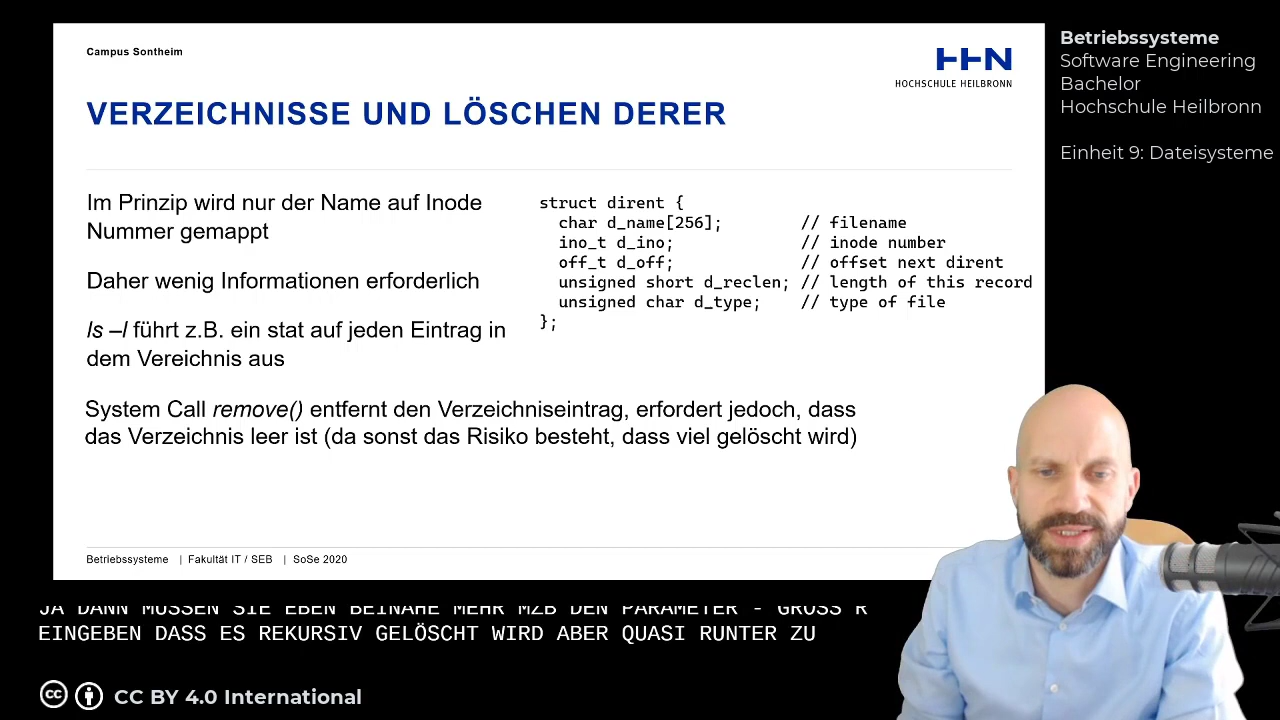 Campus Sontheim
HHN
HOCHSCHULE HEILBRONN
VERZEICHNISSE UND LÖSCHEN DERER
Im Prinzip wird nur der Name auf Inode
Nummer gemappt
Daher wenig Informationen erforderlich
ls –l führt z.B. ein stat auf jeden Eintrag in
dem Vereichnis aus
struct dirent {
char d_name[256]; // filename
ino_t d_ino; // inode number
off_t d_off; // offset next dirent
unsigned short d_reclen; // length of this record
unsigned char d_type; // type of file
};
System Call remove() entfernt den Verzeichniseintrag, erfordert jedoch, dass
das Verzeichnis leer ist (da sonst das Risiko besteht, dass viel gelöscht wird)
Betriebssysteme | Fakultät IT / SEB | SoSe 2020
Betriebssysteme
Software Engineering
Bachelor
Hochschule Heilbronn
Einheit 9: Dateisysteme
JA DANN MÜSSEN SIE EBEN BEINAHE MEHR MZB DEN PARAMETER - GROSS R
EINGEBEN DASS ES REKURSIV GELÖSCHT WIRD ABER QUASI RUNTER ZU
cc CC BY 4.0 International